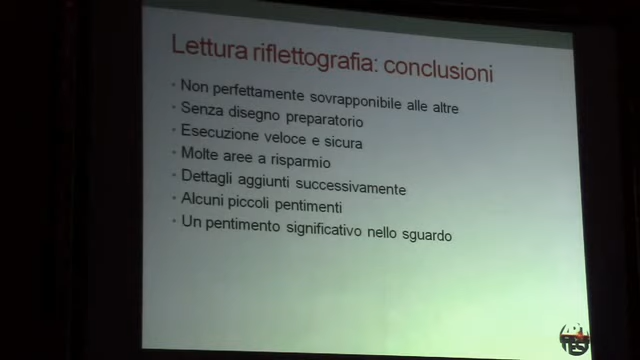 Lettura riflettografia: conclusioni
• Non perfettamente sovrapponibile alle altre
• Senza disegno preparatorio
• Esecuzione veloce e sicura
• Molte aree a risparmio
• Dettagli aggiunti successivamente
• Alcuni piccoli pentimenti
• Un pentimento significativo nello sguardo